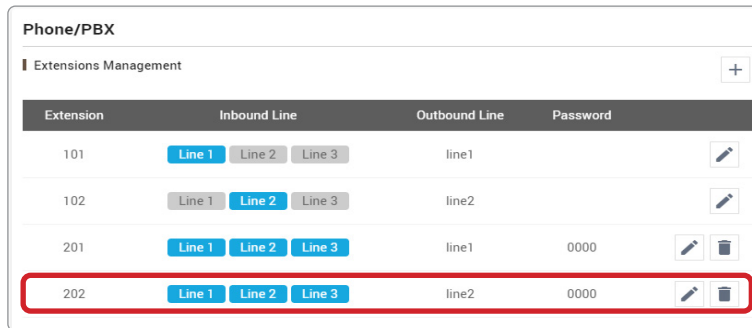 Phone/PBX
Extensions Management
Extension Inbound Line Outbound Line Password
101 Line 1 Line 2 Line 3 line1
102 Line 1 Line 2 Line 3 line2
201 Line 1 Line 2 Line 3 line1 0000
202 Line 1 Line 2 Line 3 line2 0000